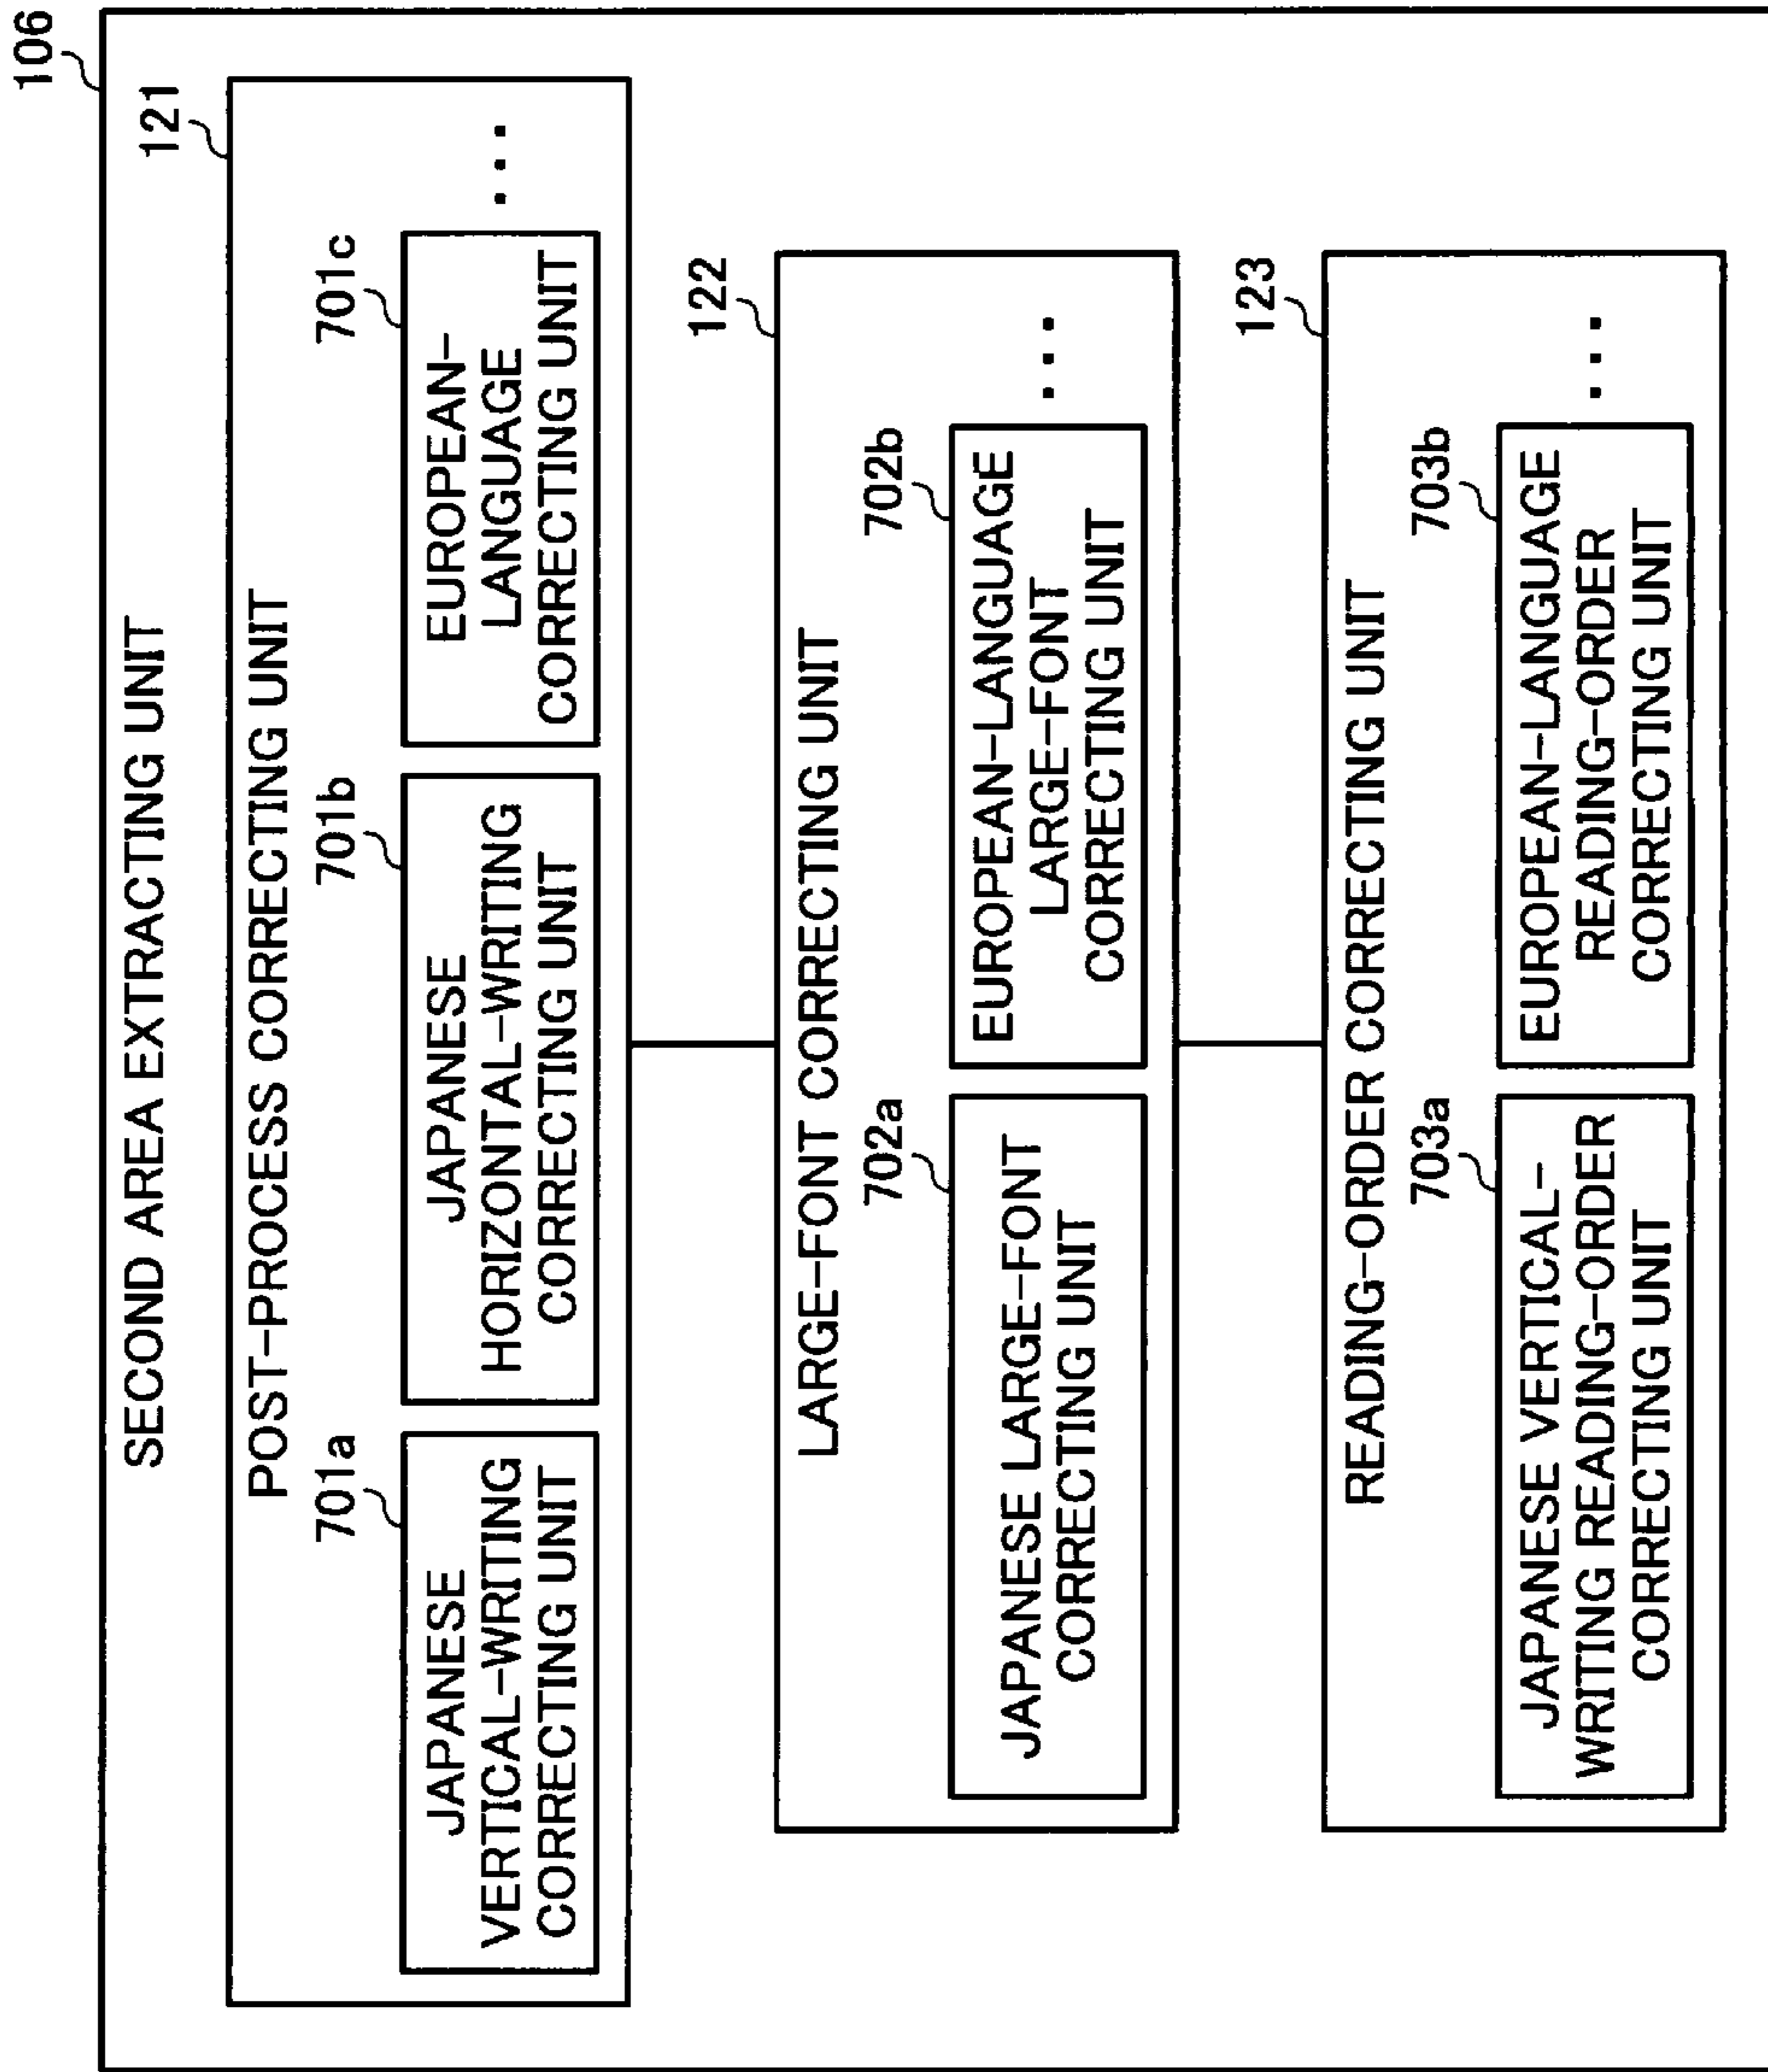 106
SECOND AREA EXTRACTING UNIT
121
POST-PROCESS CORRECTING UNIT
701a
JAPANESE
VERTICAL-WRITING
CORRECTING UNIT
701b
JAPANESE
HORIZONTAL-WRITING
CORRECTING UNIT
701c
EUROPEAN-
LANGUAGE
CORRECTING UNIT
...
122
LARGE-FONT CORRECTING UNIT
702a
JAPANESE LARGE-FONT
CORRECTING UNIT
702b
EUROPEAN-LANGUAGE
LARGE-FONT
CORRECTING UNIT
...
123
READING-ORDER CORRECTING UNIT
703a
JAPANESE VERTICAL-
WRITING READING-ORDER
CORRECTING UNIT
703b
EUROPEAN-LANGUAGE
READING-ORDER
CORRECTING UNIT
...